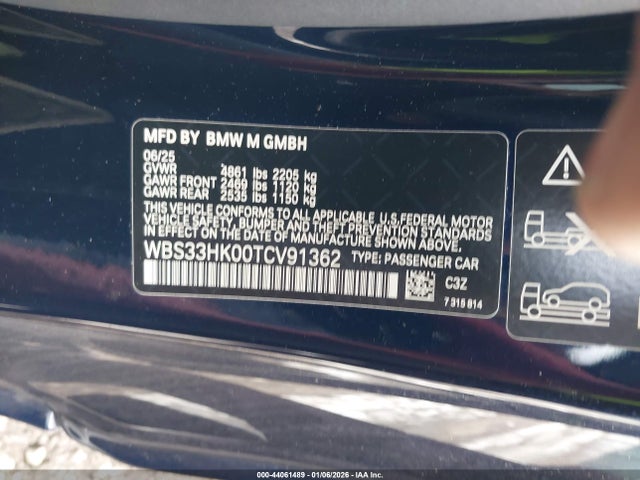 MFD BY BMW M GMBH
06/25
GVWR 4861 lbs 2205 kg
GAWR FRONT 2469 lbs 1120 kg
GAWR REAR 2535 lbs 1150 kg
THIS VEHICLE CONFORMS TO ALL APPLICABLE U.S. FEDERAL MOTOR
VEHICLE SAFETY, BUMPER AND THEFT PREVENTION STANDARDS
IN EFFECT ON THE DATE OF MANUFACTURE SHOWN ABOVE.
WBS33HK00TCV91362 TYPE: PASSENGER CAR
C3Z
7 315 814
000-44061489 - 01/06/2026 - © IAA Holdings, LLC.